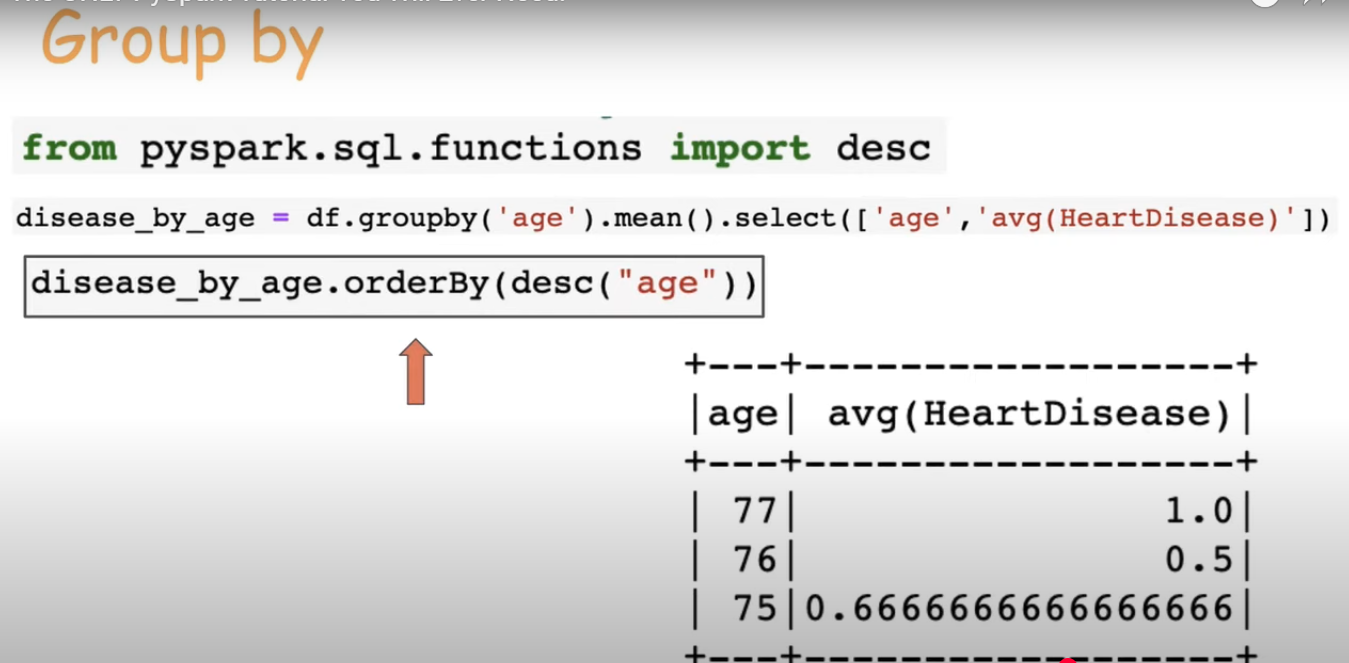 Group by
from pyspark.sql.functions import desc
disease_by_age = df.groupby('age').mean().select(['age','avg(HeartDisease)'])
disease_by_age.orderBy(desc("age"))
+---+------------------+
|age| avg(HeartDisease)|
+---+------------------+
| 77|               1.0|
| 76|               0.5|
| 75|0.6666666666666666|
+---+------------------+